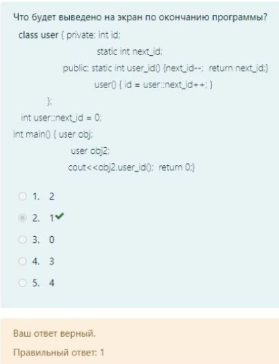 Что будет выведено на экран по окончанию программы?
class user { private: int id;
static int next_id;
public: static int user_id() {next_id--; return next_id;}
user() { id = user::next_id++; }
};
int user::next_id = 0;
int main() { user obj;
user obj2;
cout<<obj2.user_id(); return 0;}
1. 2
2. 1
3. 0
4. 3
5. 4
Ваш ответ верный.
Правильный ответ: 1